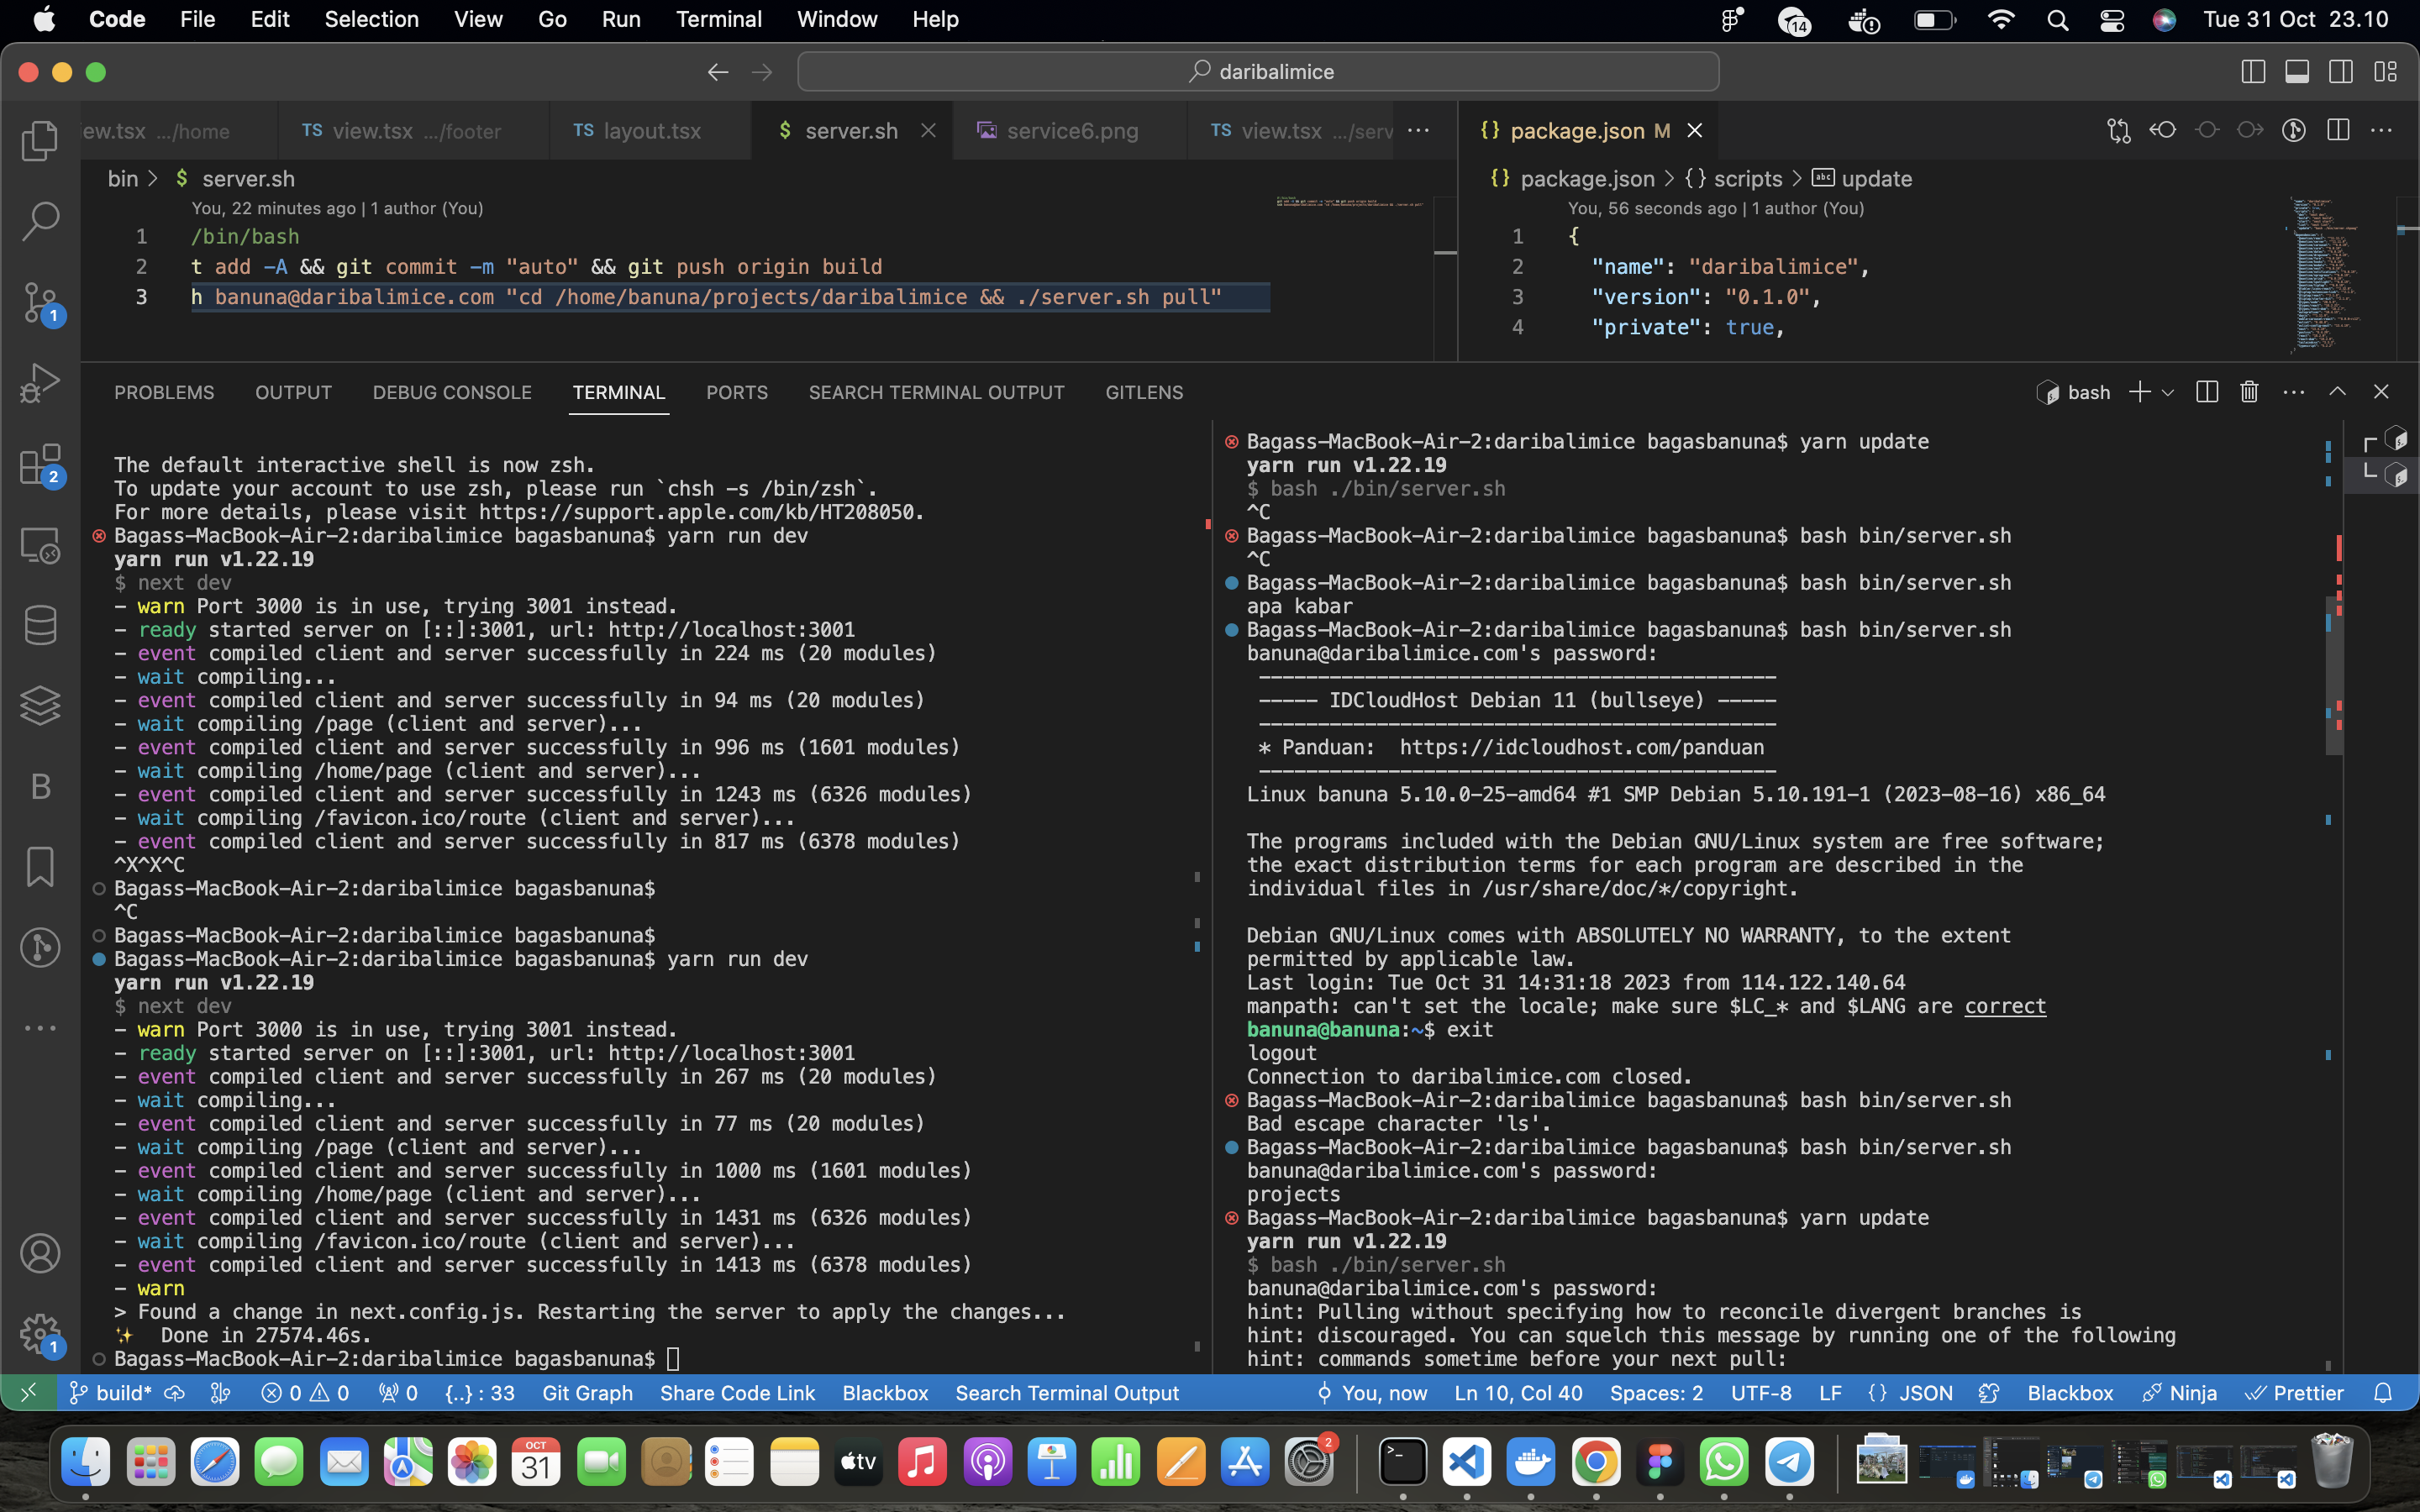 Code File Edit Selection View Go Run Terminal Window Help
14
Tue 31 Oct 23.10
daribalimice
ew.tsx .../home
TS view.tsx .../footer
TS layout.tsx
$ server.sh
service6.png
TS view.tsx .../serv
{} package.json M
bin > $ server.sh
You, 22 minutes ago | 1 author (You)
1 /bin/bash
2 t add -A && git commit -m "auto" && git push origin build
3 h banuna@daribalimice.com "cd /home/banuna/projects/daribalimice && ./server.sh pull"
{} package.json > {} scripts > abc update
You, 56 seconds ago | 1 author (You)
1 {
2 "name": "daribalimice",
3 "version": "0.1.0",
4 "private": true,
PROBLEMS OUTPUT DEBUG CONSOLE TERMINAL PORTS SEARCH TERMINAL OUTPUT GITLENS
bash
The default interactive shell is now zsh.
To update your account to use zsh, please run `chsh -s /bin/zsh`.
For more details, please visit https://support.apple.com/kb/HT208050.
Bagass-MacBook-Air-2:daribalimice bagasbanuna$ yarn run dev
yarn run v1.22.19
$ next dev
- warn Port 3000 is in use, trying 3001 instead.
- ready started server on [::]:3001, url: http://localhost:3001
- event compiled client and server successfully in 224 ms (20 modules)
- wait compiling...
- event compiled client and server successfully in 94 ms (20 modules)
- wait compiling /page (client and server)...
- event compiled client and server successfully in 996 ms (1601 modules)
- wait compiling /home/page (client and server)...
- event compiled client and server successfully in 1243 ms (6326 modules)
- wait compiling /favicon.ico/route (client and server)...
- event compiled client and server successfully in 817 ms (6378 modules)
^X^X^C
Bagass-MacBook-Air-2:daribalimice bagasbanuna$
^C
Bagass-MacBook-Air-2:daribalimice bagasbanuna$
Bagass-MacBook-Air-2:daribalimice bagasbanuna$ yarn run dev
yarn run v1.22.19
$ next dev
- warn Port 3000 is in use, trying 3001 instead.
- ready started server on [::]:3001, url: http://localhost:3001
- event compiled client and server successfully in 267 ms (20 modules)
- wait compiling...
- event compiled client and server successfully in 77 ms (20 modules)
- wait compiling /page (client and server)...
- event compiled client and server successfully in 1000 ms (1601 modules)
- wait compiling /home/page (client and server)...
- event compiled client and server successfully in 1431 ms (6326 modules)
- wait compiling /favicon.ico/route (client and server)...
- event compiled client and server successfully in 1413 ms (6378 modules)
- warn
> Found a change in next.config.js. Restarting the server to apply the changes...
✨ Done in 27574.46s.
Bagass-MacBook-Air-2:daribalimice bagasbanuna$
Bagass-MacBook-Air-2:daribalimice bagasbanuna$ yarn update
yarn run v1.22.19
$ bash ./bin/server.sh
^C
Bagass-MacBook-Air-2:daribalimice bagasbanuna$ bash bin/server.sh
^C
Bagass-MacBook-Air-2:daribalimice bagasbanuna$ bash bin/server.sh
apa kabar
Bagass-MacBook-Air-2:daribalimice bagasbanuna$ bash bin/server.sh
banuna@daribalimice.com's password:
--------------------------------------------
----- IDCloudHost Debian 11 (bullseye) -----
--------------------------------------------
* Panduan: https://idcloudhost.com/panduan
--------------------------------------------
Linux banuna 5.10.0-25-amd64 #1 SMP Debian 5.10.191-1 (2023-08-16) x86_64
The programs included with the Debian GNU/Linux system are free software;
the exact distribution terms for each program are described in the
individual files in /usr/share/doc/*/copyright.
Debian GNU/Linux comes with ABSOLUTELY NO WARRANTY, to the extent
permitted by applicable law.
Last login: Tue Oct 31 14:31:18 2023 from 114.122.140.64
manpath: can't set the locale; make sure $LC_* and $LANG are correct
banuna@banuna:~$ exit
logout
Connection to daribalimice.com closed.
Bagass-MacBook-Air-2:daribalimice bagasbanuna$ bash bin/server.sh
Bad escape character 'ls'.
Bagass-MacBook-Air-2:daribalimice bagasbanuna$ bash bin/server.sh
banuna@daribalimice.com's password:
projects
Bagass-MacBook-Air-2:daribalimice bagasbanuna$ yarn update
yarn run v1.22.19
$ bash ./bin/server.sh
banuna@daribalimice.com's password:
hint: Pulling without specifying how to reconcile divergent branches is
hint: discouraged. You can squelch this message by running one of the following
hint: commands sometime before your next pull:
1
2
B
1
build* 0 0 0 {..} : 33 Git Graph Share Code Link Blackbox Search Terminal Output You, now Ln 10, Col 40 Spaces: 2 UTF-8 LF {} JSON Blackbox Ninja Prettier
OCT
31
tv
2